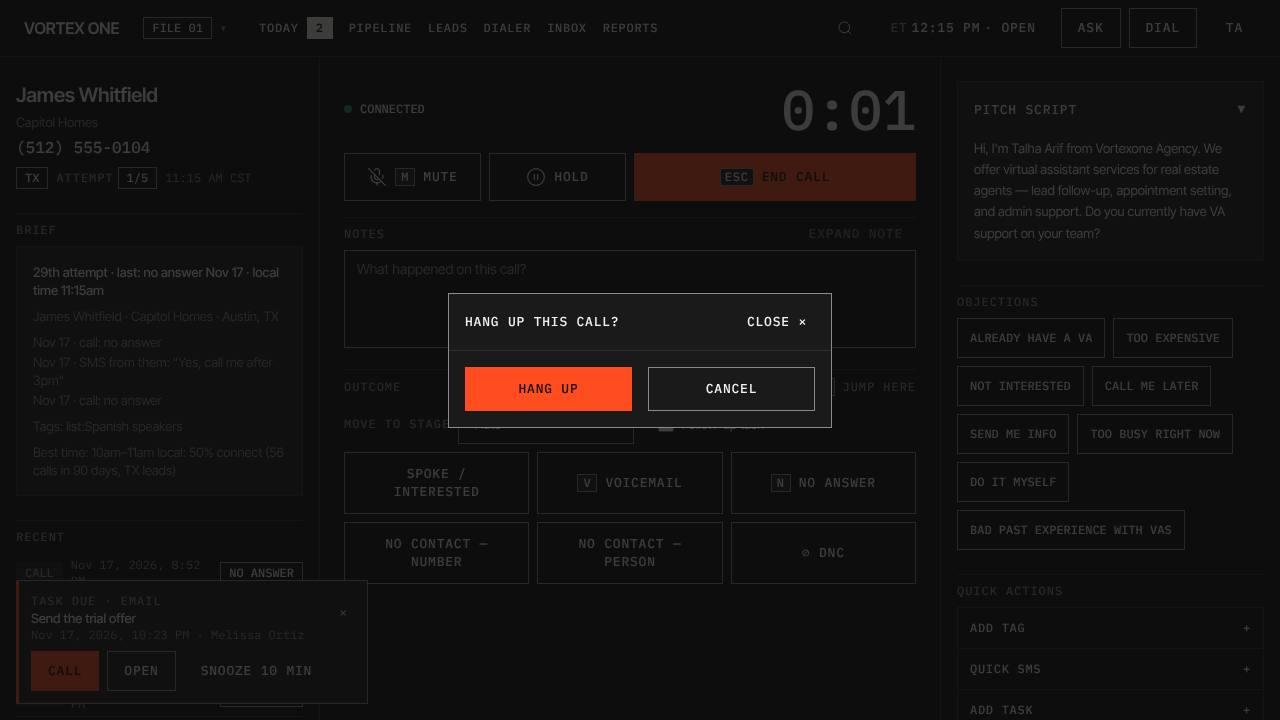 VORTEX ONE
FILE 01 ▾
TODAY 2 PIPELINE LEADS DIALER INBOX REPORTS
ET 12:15 PM · OPEN
ASK
DIAL
TA
James Whitfield
Capitol Homes
(512) 555-0104
TX ATTEMPT 1/5 11:15 AM CST
BRIEF
29th attempt · last: no answer Nov 17 · local
time 11:15am
James Whitfield · Capitol Homes · Austin, TX
Nov 17 · call: no answer
Nov 17 · SMS from them: "Yes, call me after
3pm"
Nov 17 · call: no answer
Tags: list:Spanish speakers
Best time: 10am–11am local: 50% connect (56
calls in 90 days, TX leads)
RECENT
CALL Nov 17, 2026, 8:52 NO ANSWER
TASK DUE · EMAIL
×
Send the trial offer
Nov 17, 2026, 10:23 PM · Melissa Ortiz
CALL
OPEN
SNOOZE 10 MIN
PM
CONNECTED
0:01
M MUTE
HOLD
ESC END CALL
NOTES
EXPAND NOTE
What happened on this call?
HANG UP THIS CALL?
CLOSE ×
HANG UP
CANCEL
OUTCOME
JUMP HERE
MOVE TO STAGE
SPOKE /
INTERESTED
V VOICEMAIL
N NO ANSWER
NO CONTACT —
NUMBER
NO CONTACT —
PERSON
⊘ DNC
PITCH SCRIPT ▼
Hi, I'm Talha Arif from Vortexone Agency. We
offer virtual assistant services for real estate
agents — lead follow-up, appointment setting,
and admin support. Do you currently have VA
support on your team?
OBJECTIONS
ALREADY HAVE A VA
TOO EXPENSIVE
NOT INTERESTED
CALL ME LATER
SEND ME INFO
TOO BUSY RIGHT NOW
DO IT MYSELF
BAD PAST EXPERIENCE WITH VAS
QUICK ACTIONS
ADD TAG +
QUICK SMS +
ADD TASK +